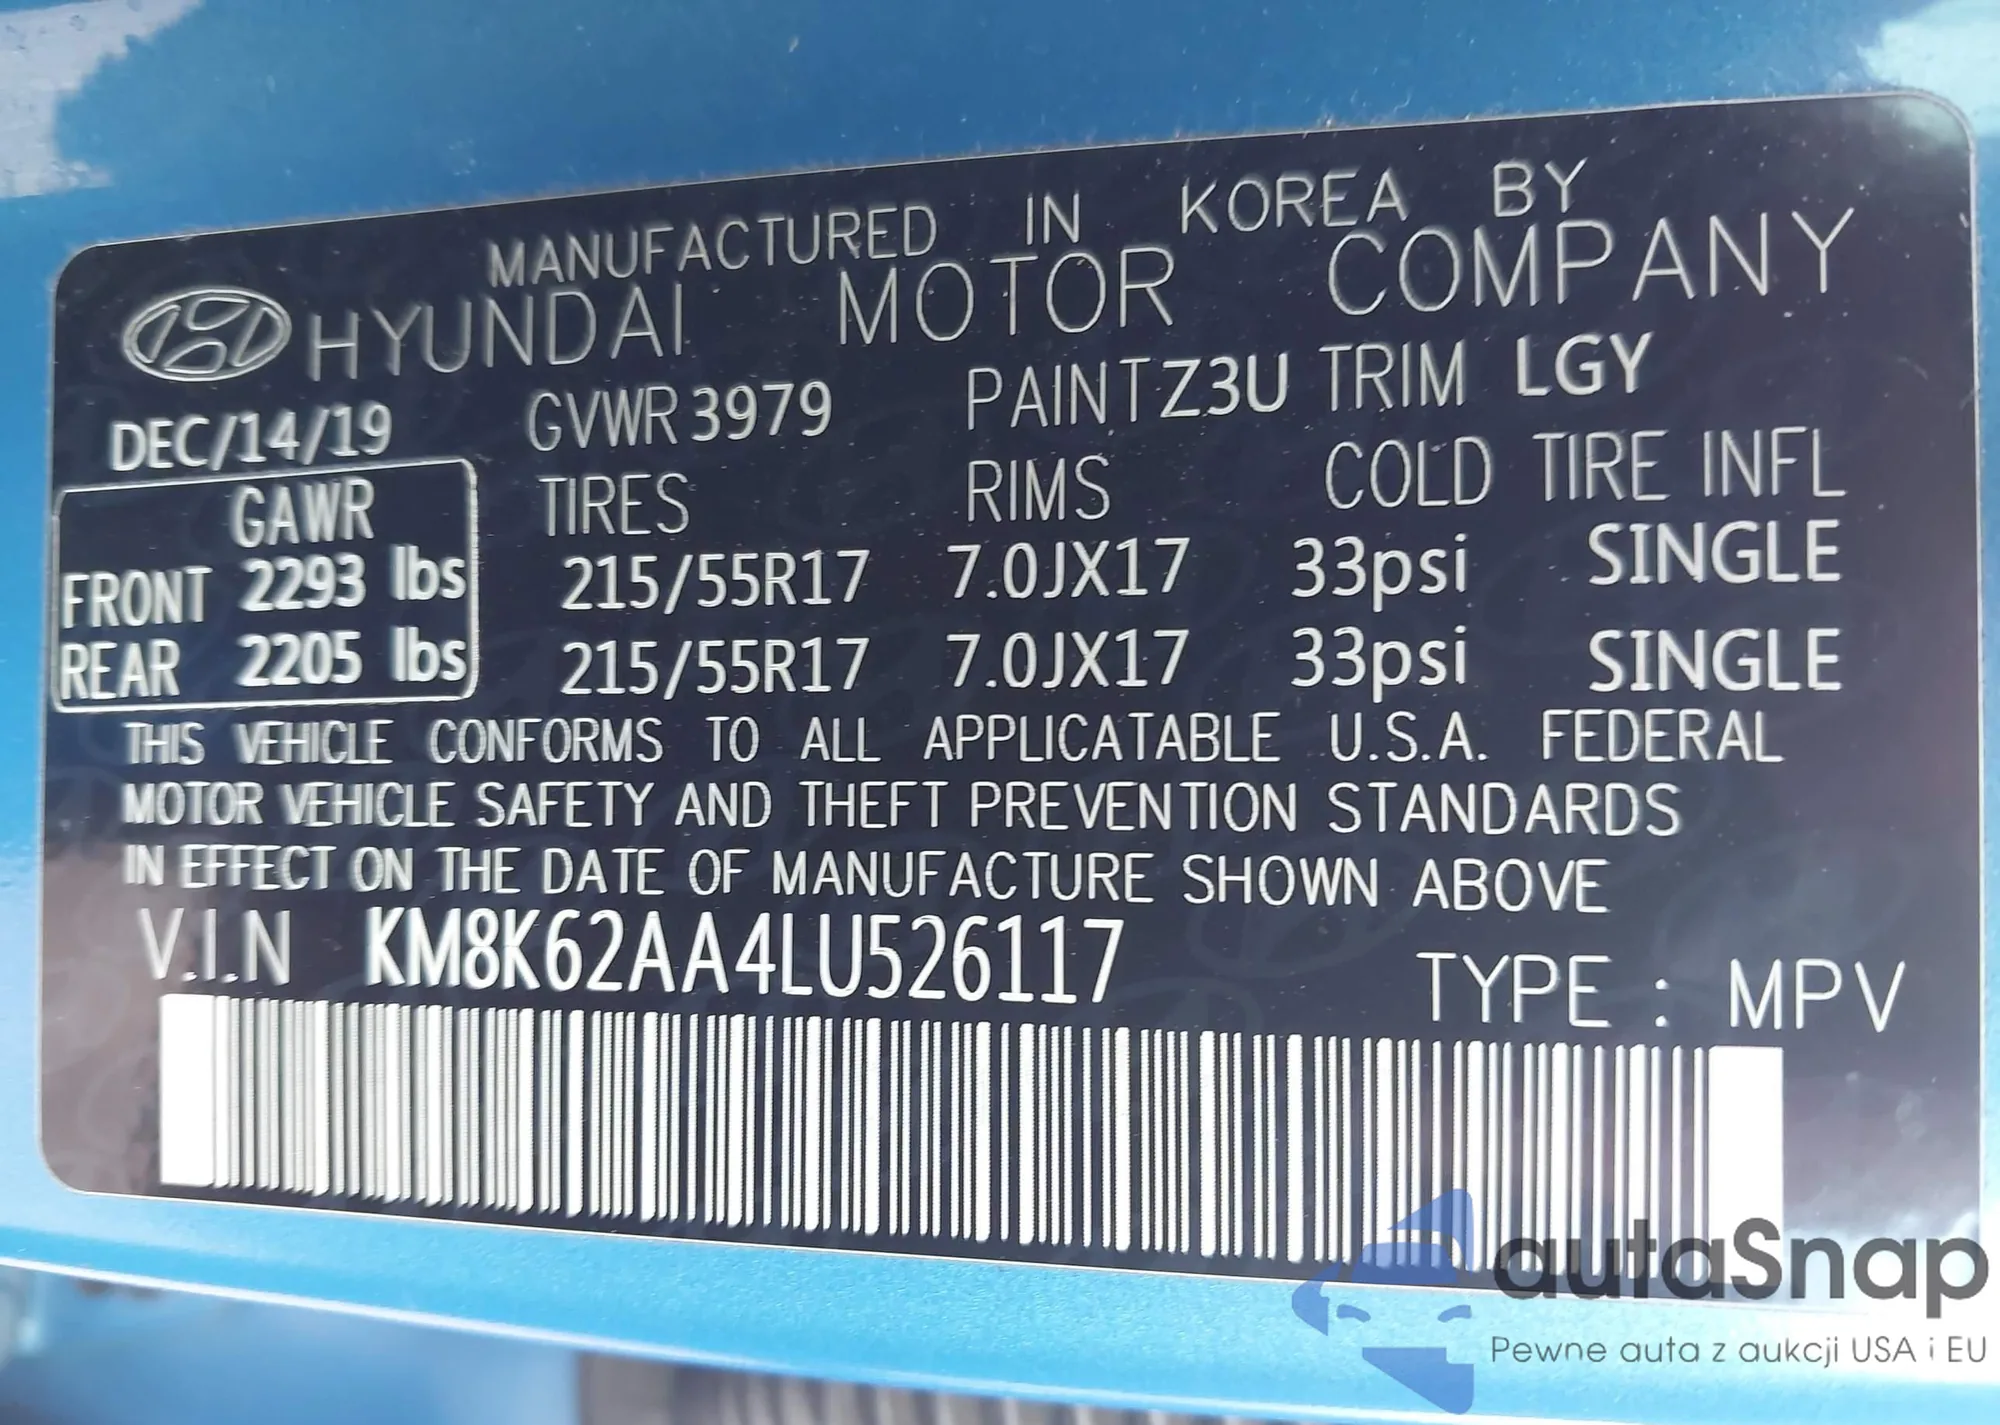 MANUFACTURED IN KOREA BY
HYUNDAI MOTOR COMPANY
DEC/14/19 GVWR 3979 PAINT Z3U TRIM LGY
GAWR TIRES RIMS COLD TIRE INFL
FRONT 2293 lbs 215/55R17 7.0JX17 33psi SINGLE
REAR 2205 lbs 215/55R17 7.0JX17 33psi SINGLE
THIS VEHICLE CONFORMS TO ALL APPLICATABLE U.S.A. FEDERAL
MOTOR VEHICLE SAFETY AND THEFT PREVENTION STANDARDS
IN EFFECT ON THE DATE OF MANUFACTURE SHOWN ABOVE
V.I.N KM8K62AA4LU526117
TYPE : MPV
autaSnap
Pewne auta z aukcji USA i EU